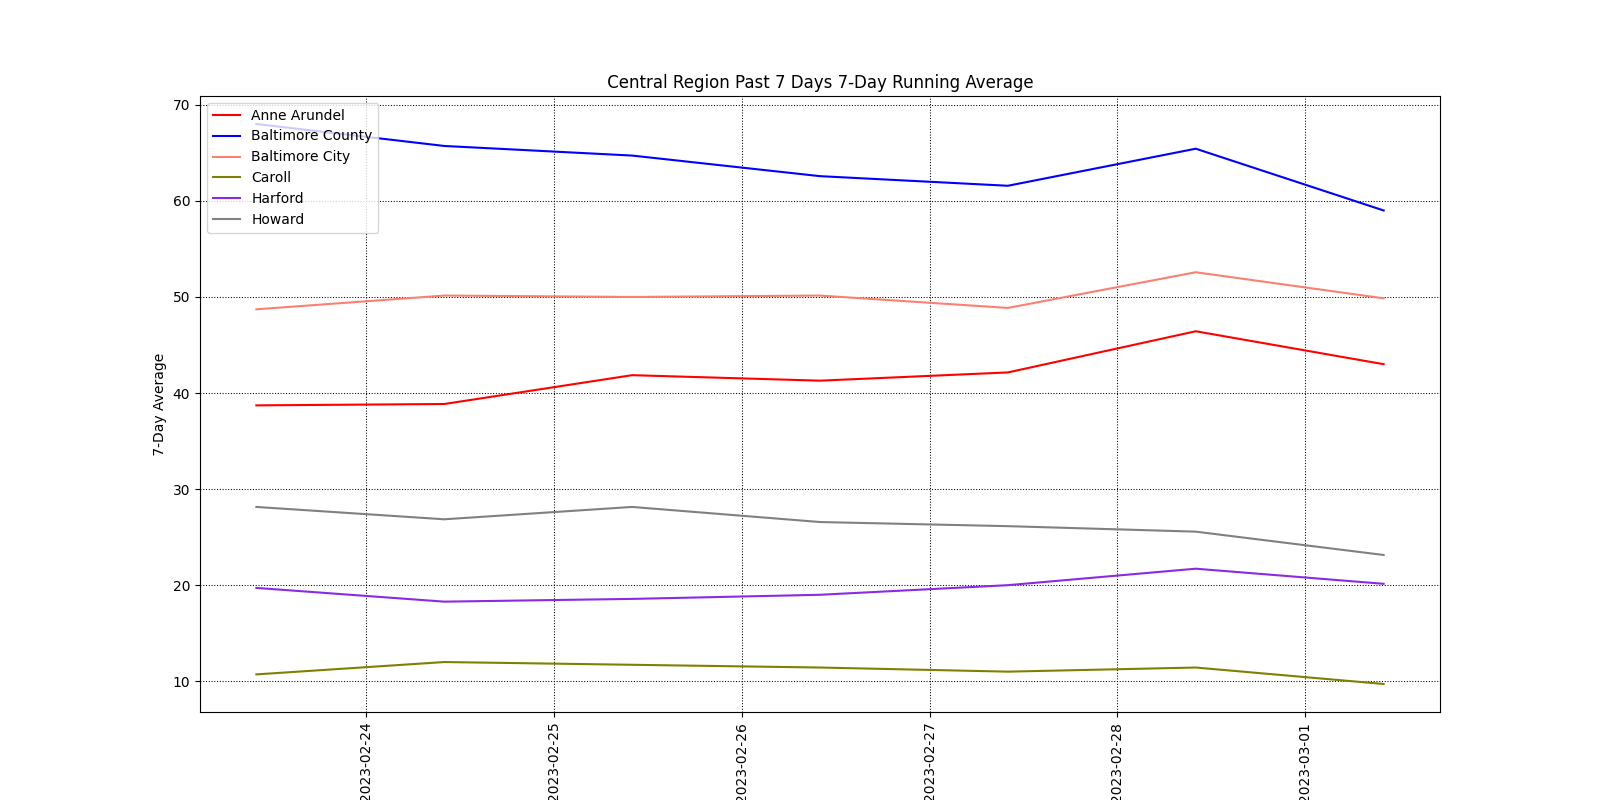 Central Region Past 7 Days 7-Day Running Average
70
60
50
40
30
20
10
7-Day Average
Anne Arundel
Baltimore County
Baltimore City
Caroll
Harford
Howard
2023-02-24
2023-02-25
2023-02-26
2023-02-27
2023-02-28
2023-03-01